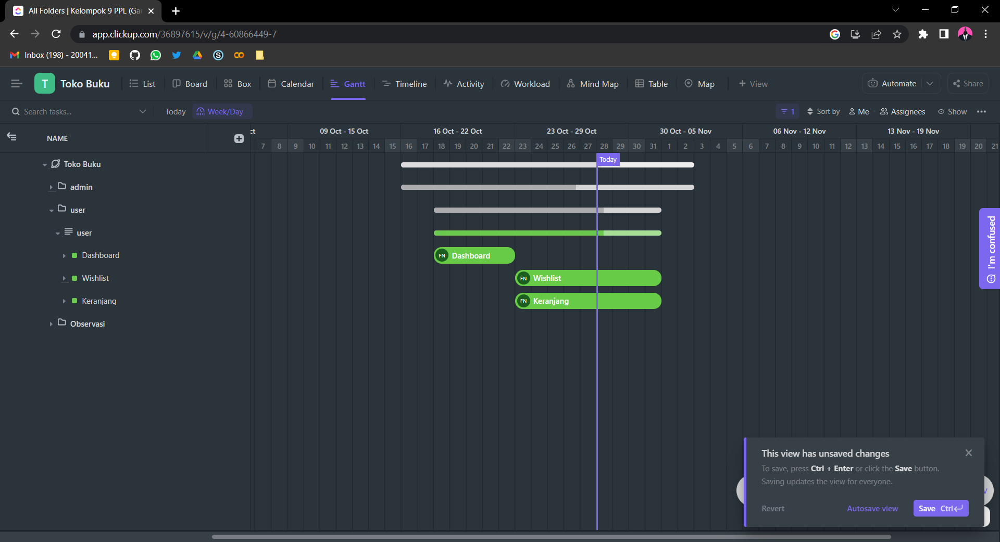 All Folders | Kelompok 9 PPL (Ga
app.clickup.com/36897615/v/g/4-60866449-7
Inbox (198) - 20041...
T Toko Buku List Board Box Calendar Gantt Timeline Activity Workload Mind Map Table Map + View Automate Share
Search tasks... Today Week/Day 1 Sort by Me Assignees Show
NAME
ct 09 Oct - 15 Oct 16 Oct - 22 Oct 23 Oct - 29 Oct 30 Oct - 05 Nov 06 Nov - 12 Nov 13 Nov - 19 Nov
7 8 9 10 11 12 13 14 15 16 17 18 19 20 21 22 23 24 25 26 27 28 29 30 31 1 2 3 4 5 6 7 8 9 10 11 12 13 14 15 16 17 18 19 20 21
Today
Toko Buku
admin
user
user
Dashboard FN Dashboard
Wishlist FN Wishlist
Keranjang FN Keranjang
Observasi
I'm confused
This view has unsaved changes
To save, press Ctrl + Enter or click the Save button.
Saving updates the view for everyone.
Revert Autosave view Save Ctrl